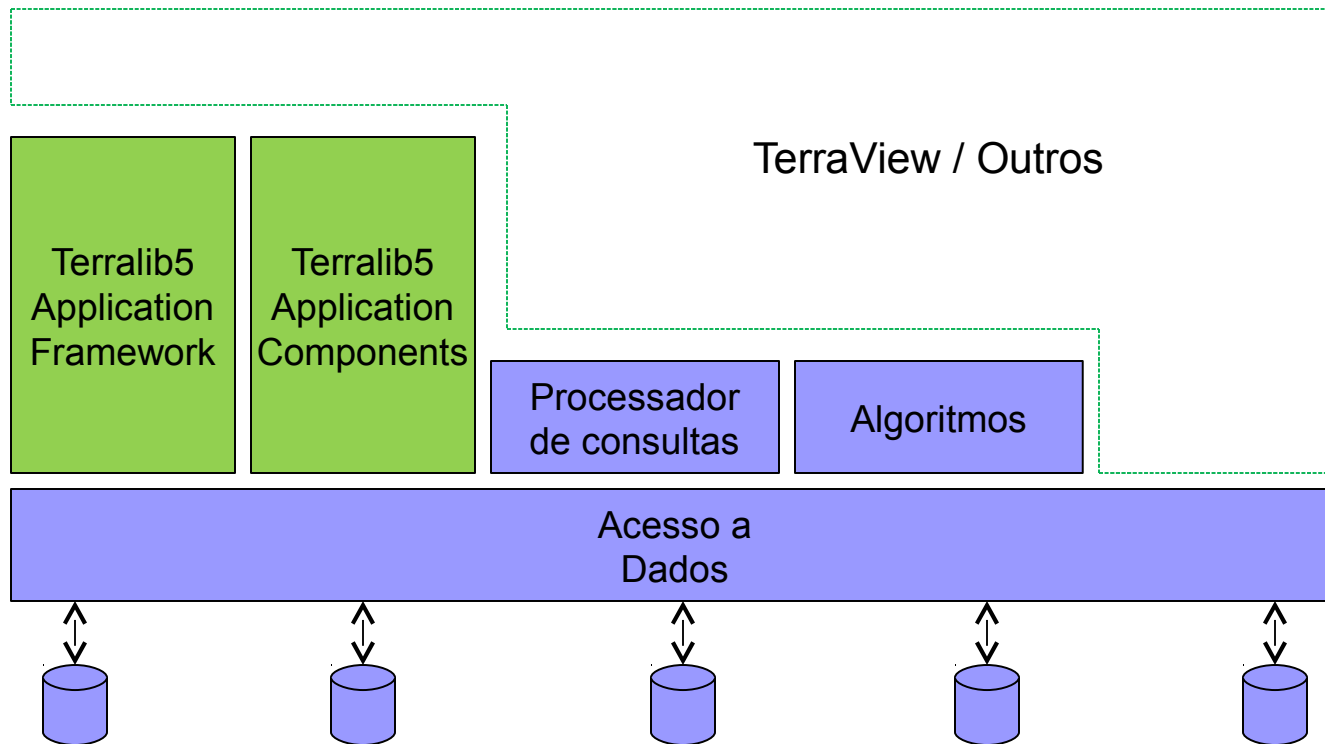 TerraView / Outros
Terralib5
Application
Framework
Terralib5
Application
Components
Processador
de consultas
Algoritmos
Acesso a
Dados